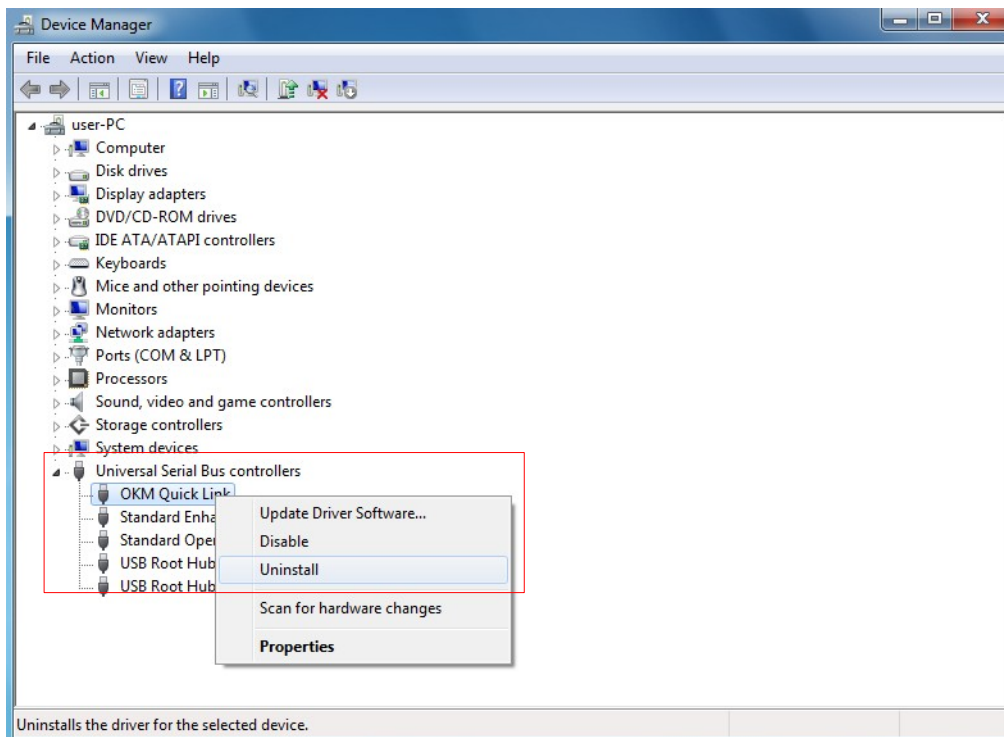 Device Manager
File Action View Help
user-PC
Computer
Disk drives
Display adapters
DVD/CD-ROM drives
IDE ATA/ATAPI controllers
Keyboards
Mice and other pointing devices
Monitors
Network adapters
Ports (COM & LPT)
Processors
Sound, video and game controllers
Storage controllers
System devices
Universal Serial Bus controllers
OKM Quick Link
Standard Enha
Standard Oper
USB Root Hub
USB Root Hub
Update Driver Software...
Disable
Uninstall
Scan for hardware changes
Properties
Uninstalls the driver for the selected device.